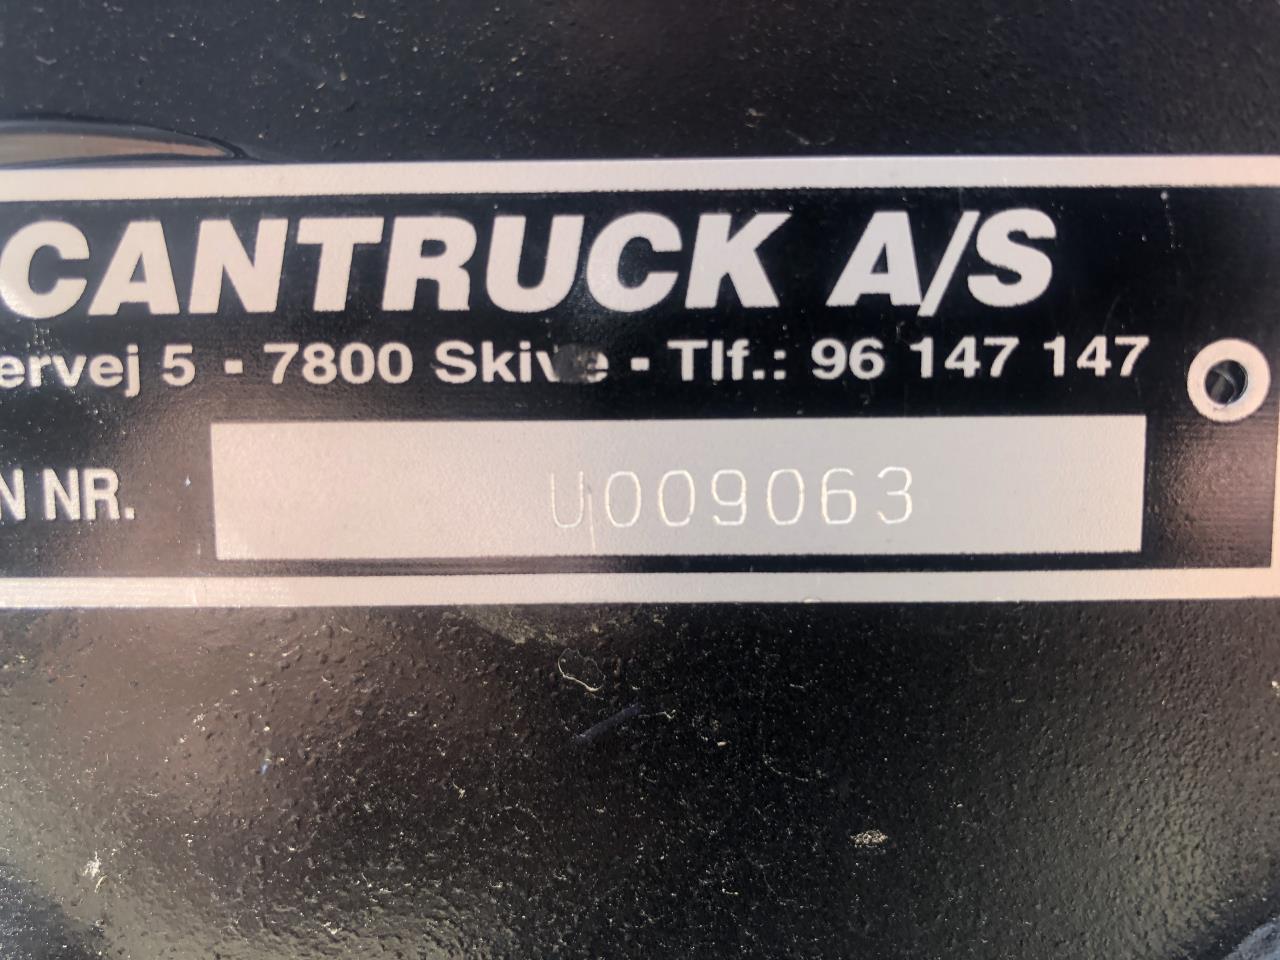 CANTRUCK A/S
ervej 5 - 7800 Skive - Tlf.: 96 147 147
N NR. U009063